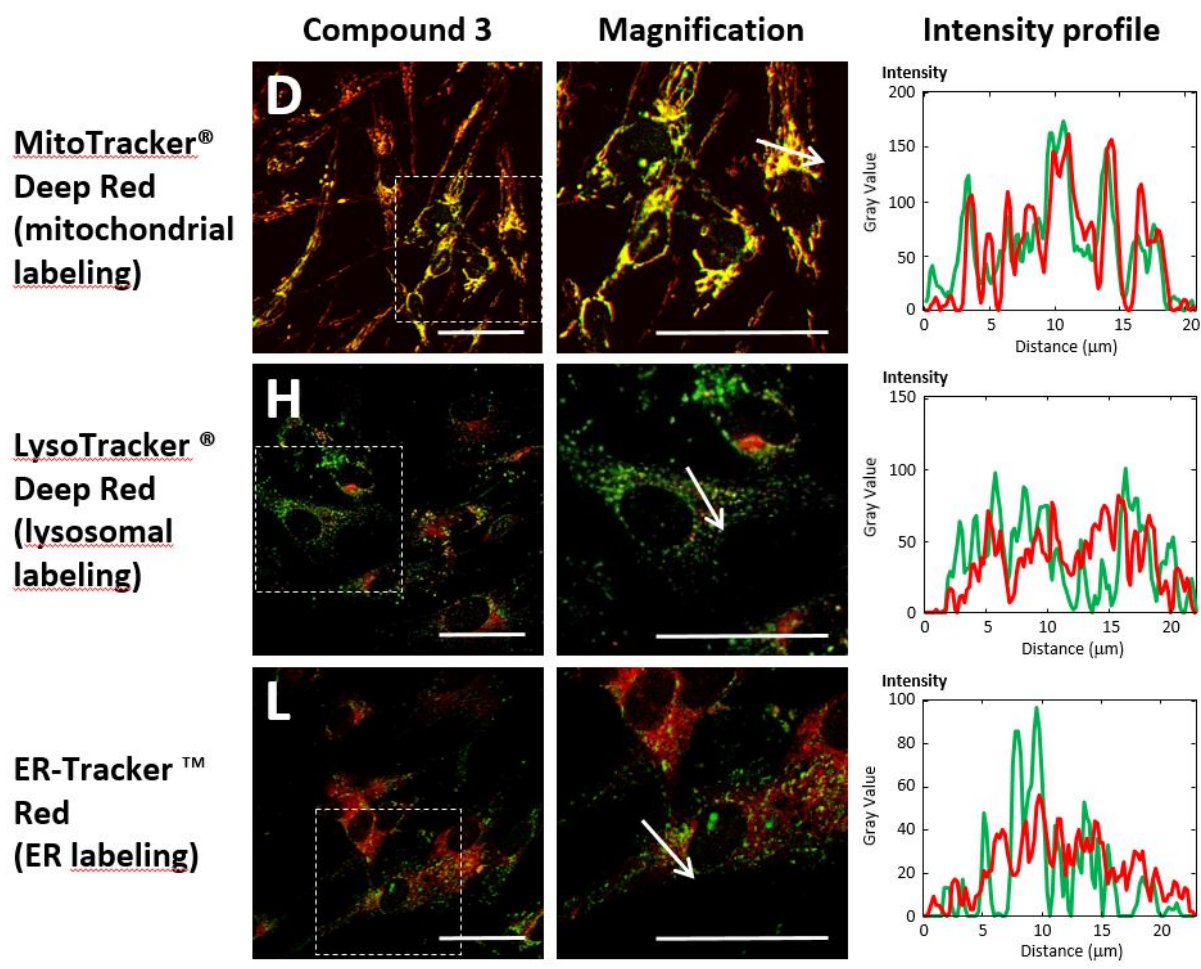 Compound 3 Magnification Intensity profile
MitoTracker®
Deep Red
(mitochondrial
labeling)
D
Intensity
200
150
100
50
0
Gray Value
0 5 10 15 20
Distance (μm)
LysoTracker ®
Deep Red
(lysosomal
labeling)
H
Intensity
150
100
50
0
Gray Value
0 5 10 15 20
Distance (μm)
ER-Tracker ™
Red
(ER labeling)
L
Intensity
100
80
60
40
20
0
Gray Value
0 5 10 15 20
Distance (μm)